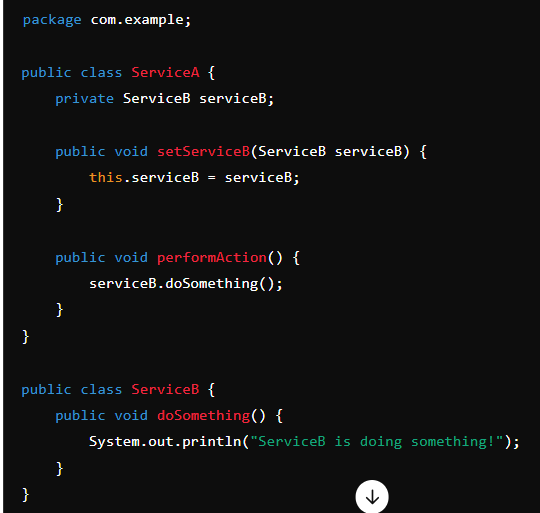 package com.example;
public class ServiceA {
    private ServiceB serviceB;
    public void setServiceB(ServiceB serviceB) {
        this.serviceB = serviceB;
    }
    public void performAction() {
        serviceB.doSomething();
    }
}
public class ServiceB {
    public void doSomething() {
        System.out.println("ServiceB is doing something!");
    }
}